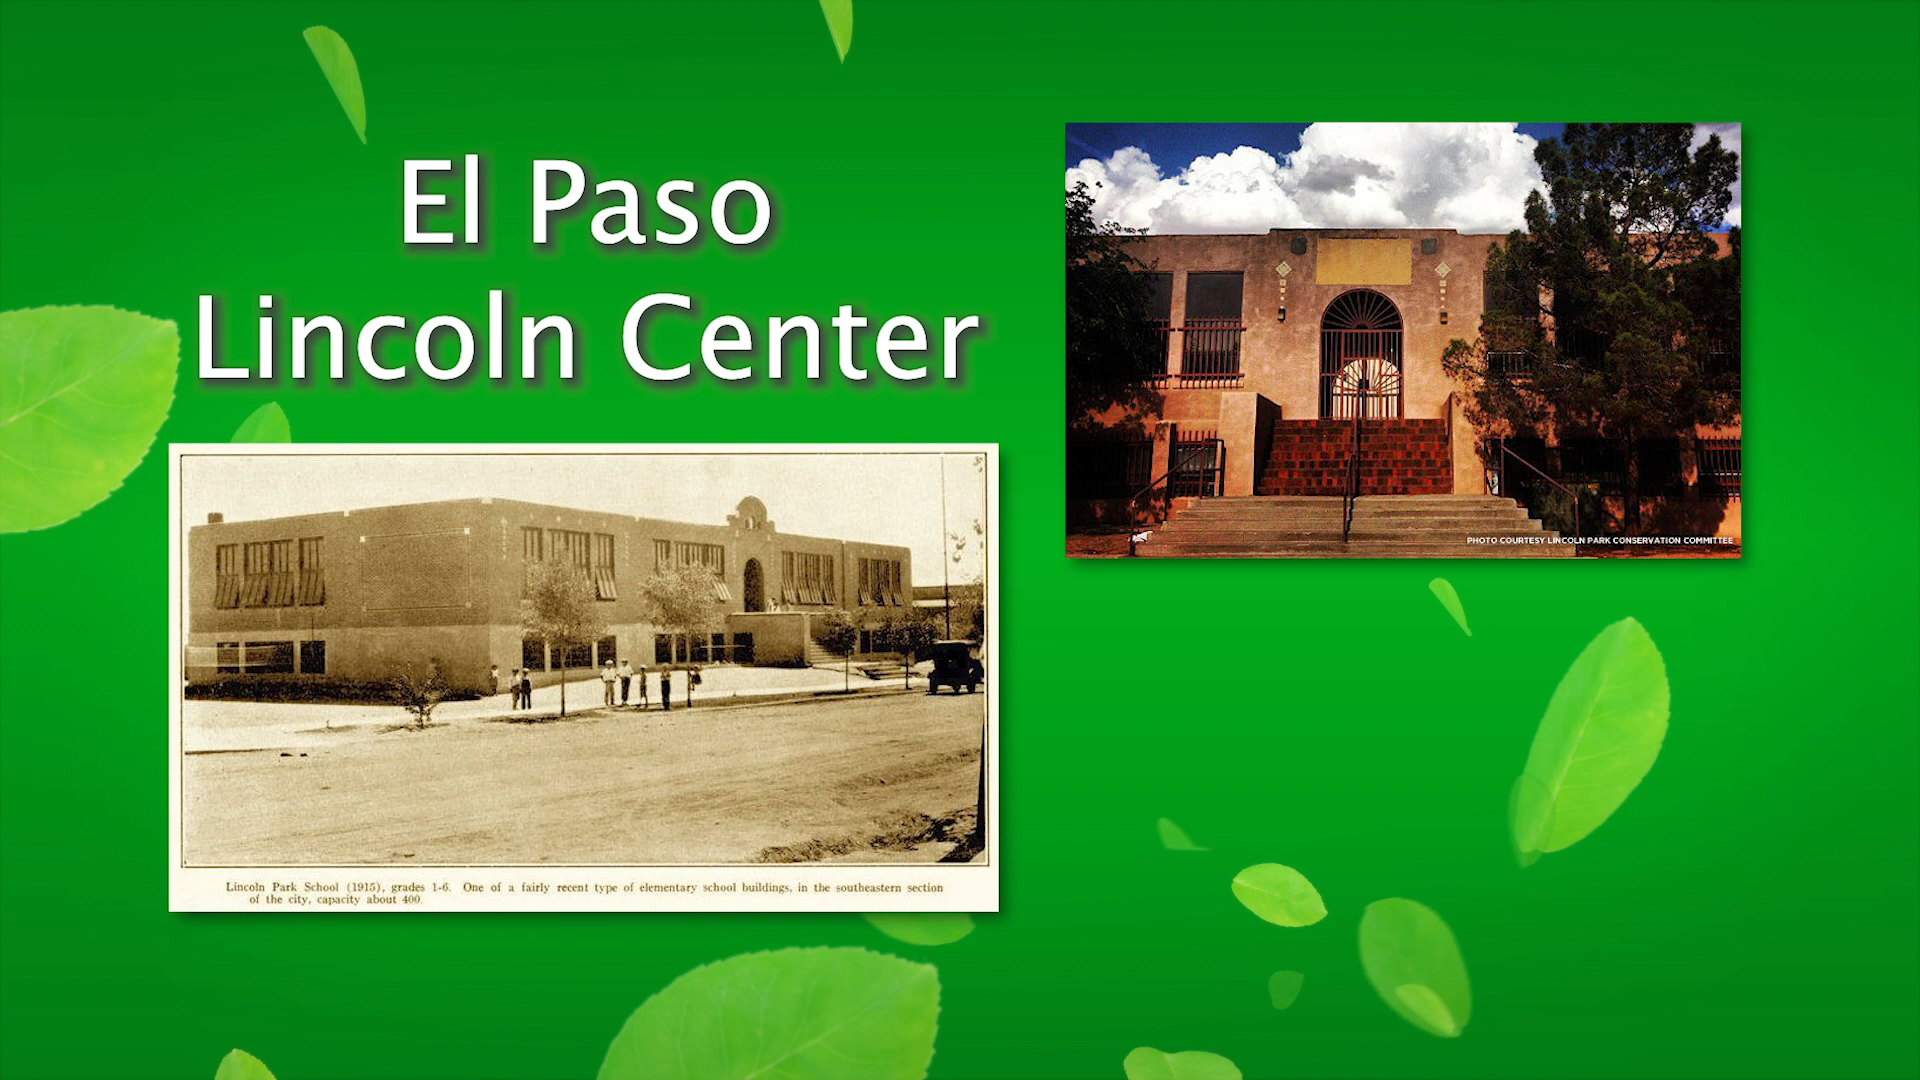 El Paso
Lincoln Center
PHOTO COURTESY LINCOLN PARK CONSERVATION COMMITTEE
Lincoln Park School (1915), grades 1-6. One of a fairly recent type of elementary school buildings, in the southeastern section
of the city, capacity about 400.